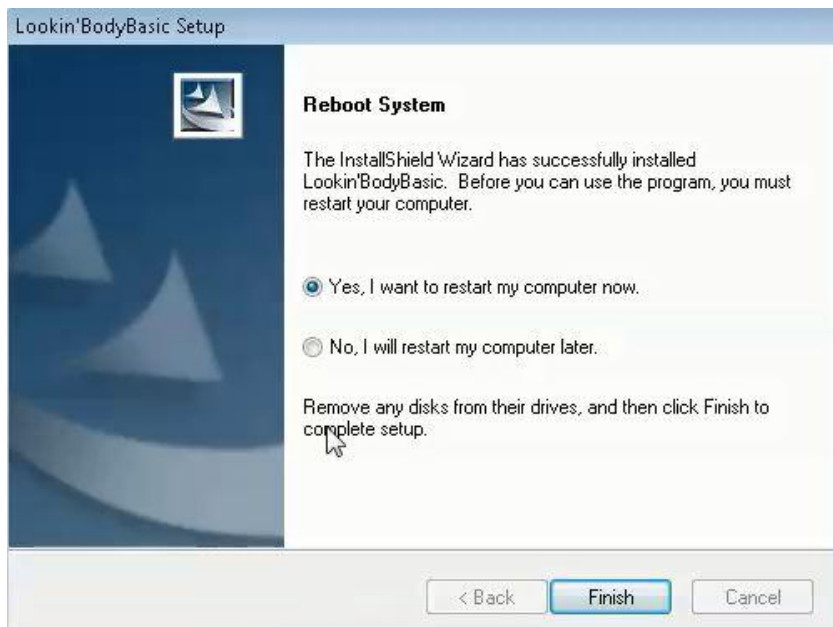 Lookin'BodyBasic Setup
Reboot System
The InstallShield Wizard has successfully installed
Lookin'BodyBasic.  Before you can use the program, you must
restart your computer.
Yes, I want to restart my computer now.
No, I will restart my computer later.
Remove any disks from their drives, and then click Finish to
complete setup.
< Back
Finish
Cancel